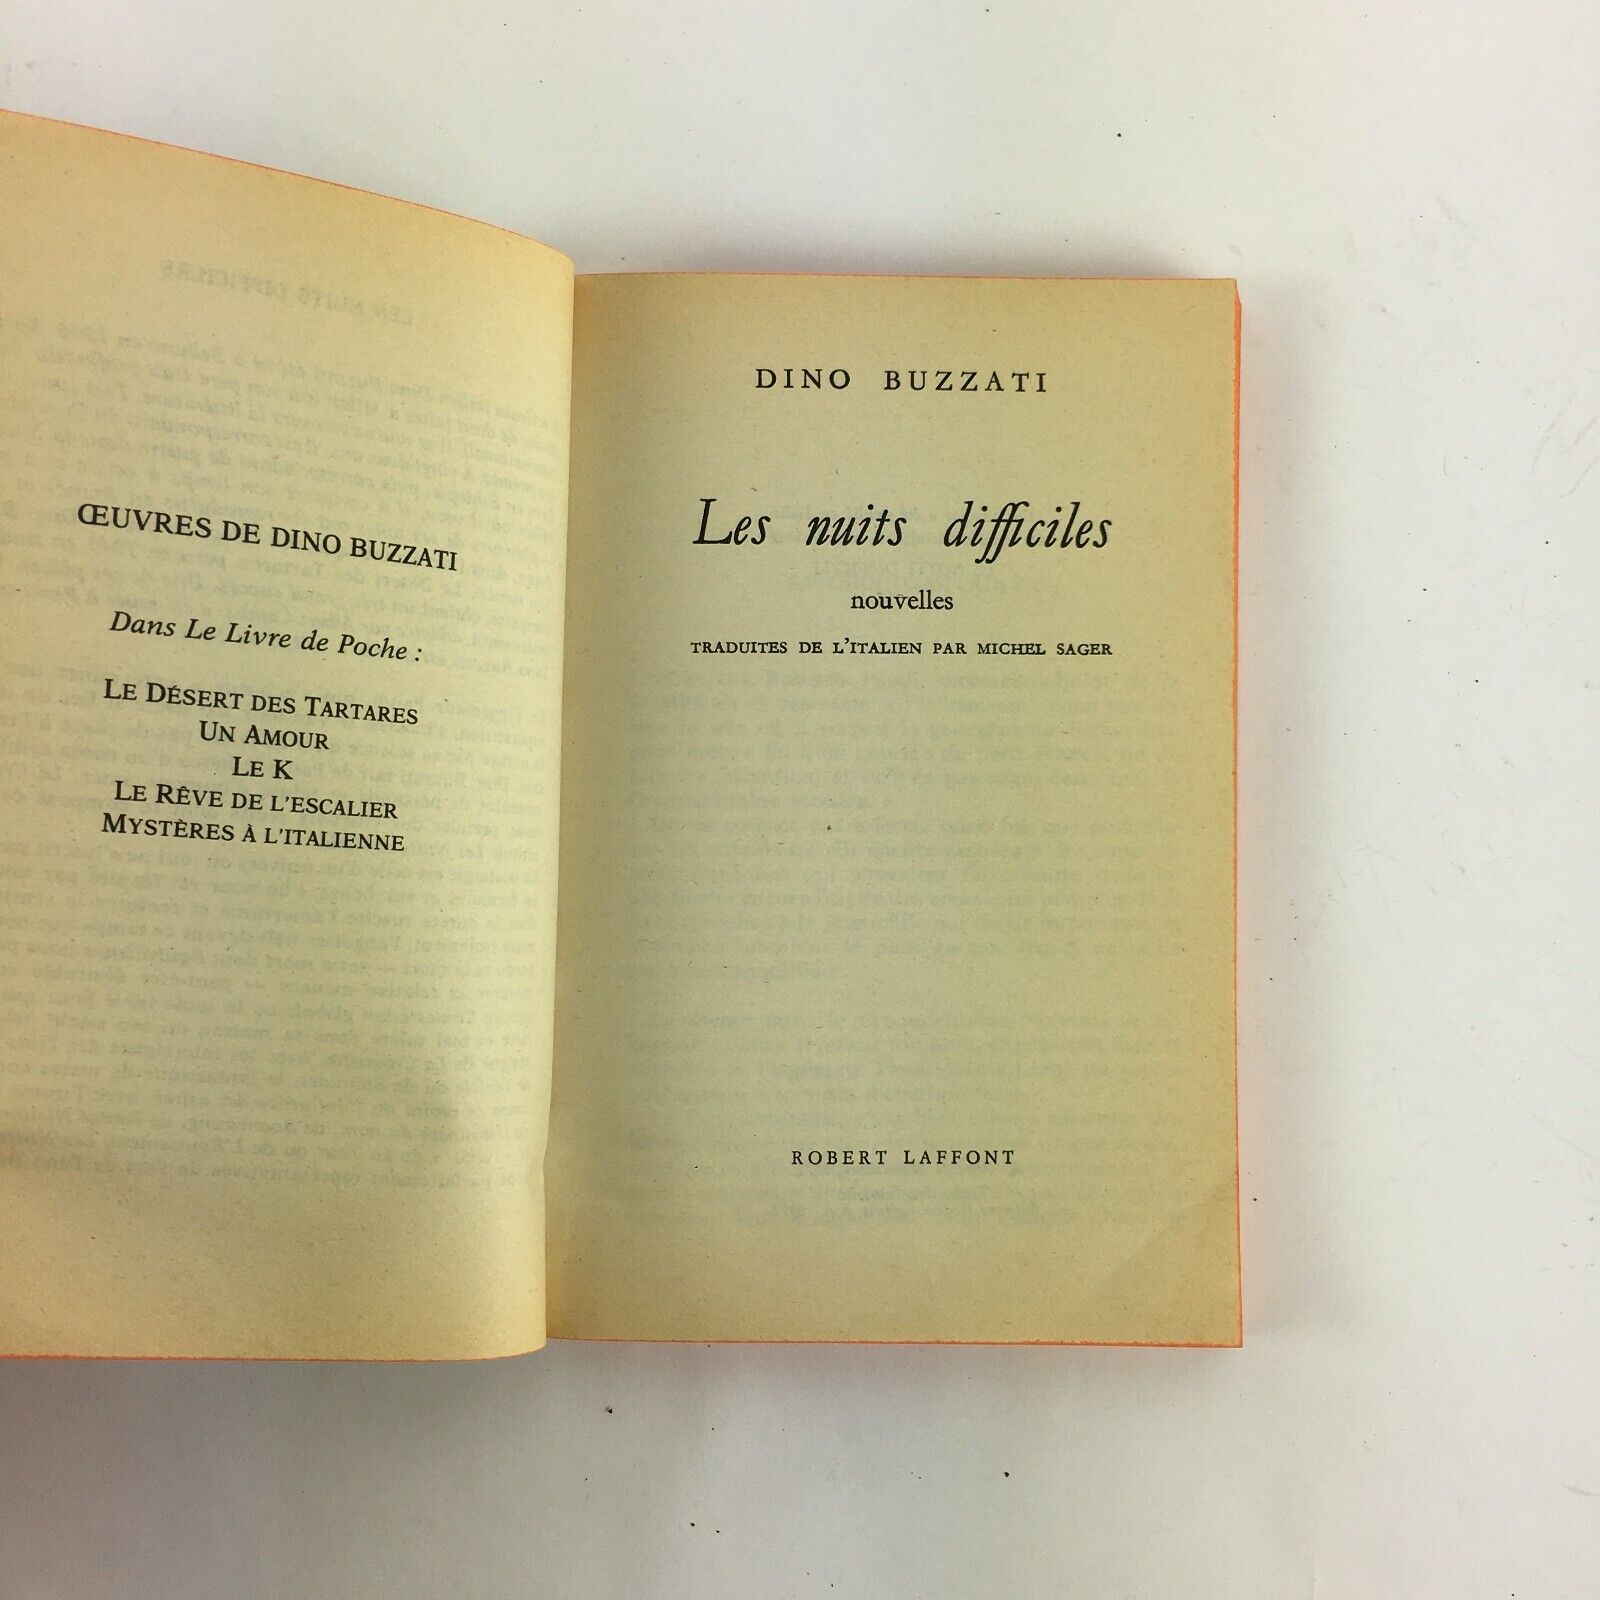 ŒUVRES DE DINO BUZZATI
Dans Le Livre de Poche :
LE DÉSERT DES TARTARES
UN AMOUR
LE K
LE RÊVE DE L'ESCALIER
MYSTÈRES À L'ITALIENNE
DINO BUZZATI
Les nuits difficiles
nouvelles
TRADUITES DE L'ITALIEN PAR MICHEL SAGER
ROBERT LAFFONT